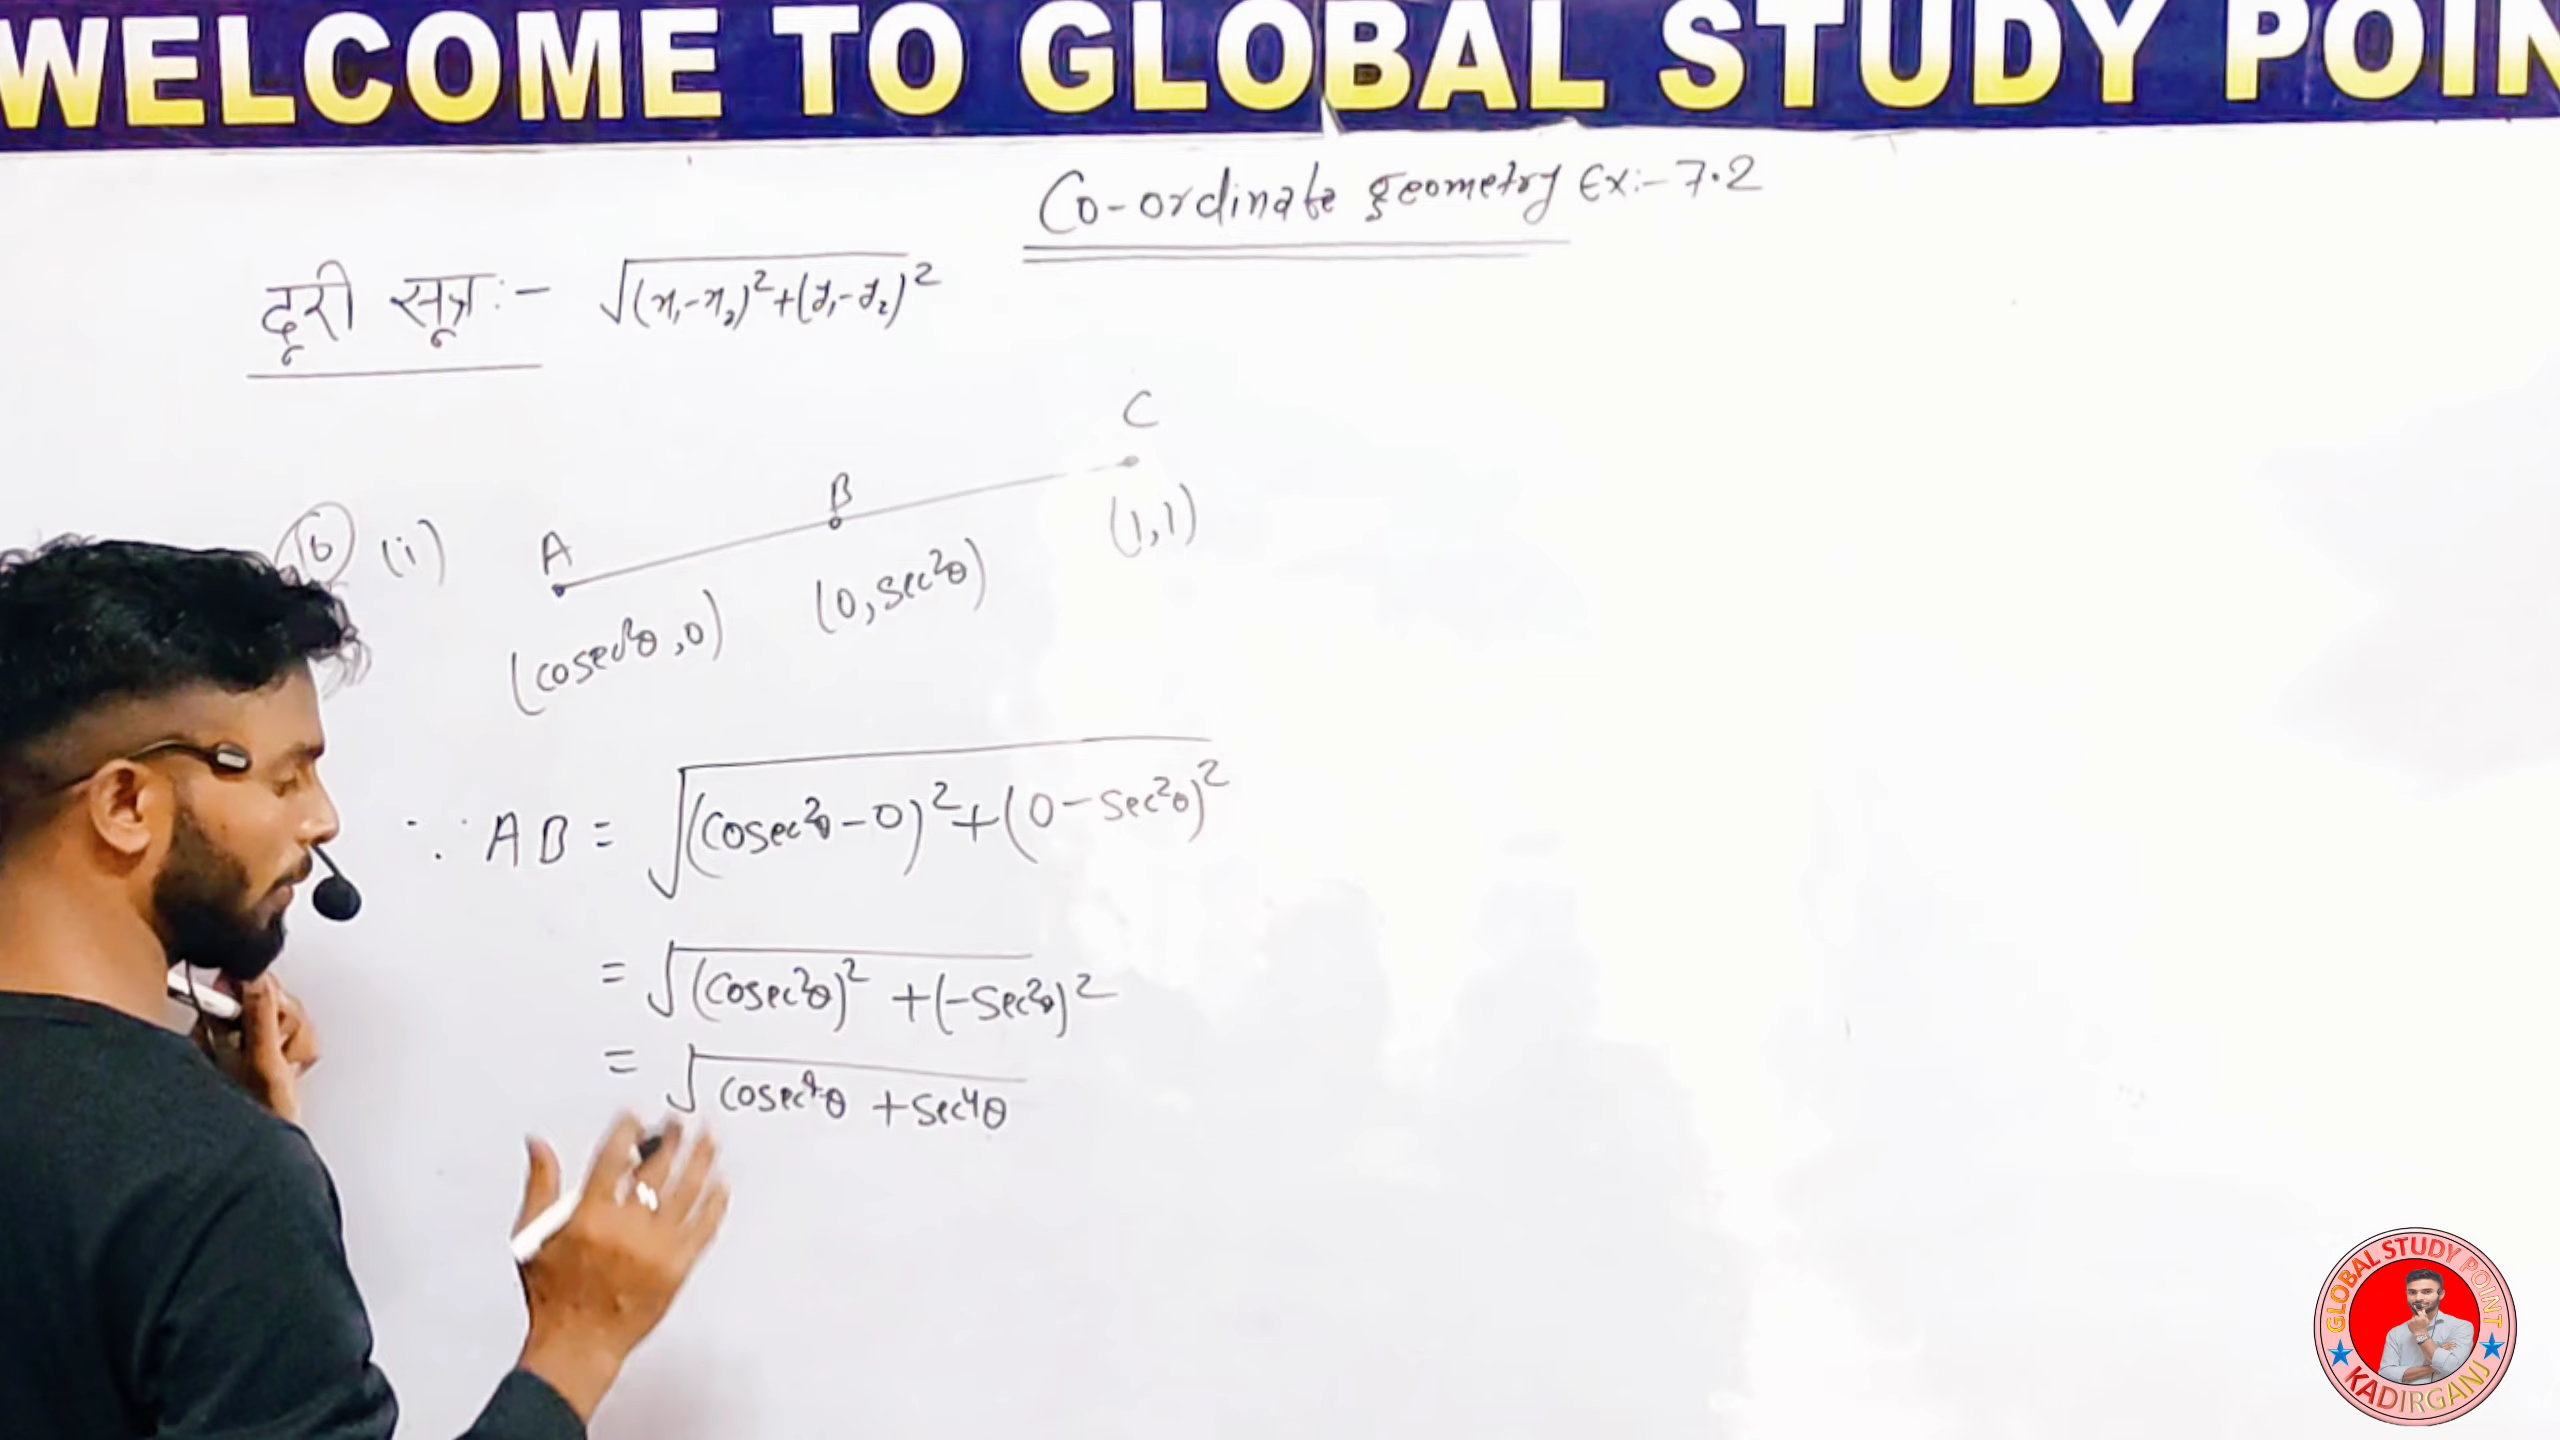 WELCOME TO GLOBAL STUDY POIN
Co-ordinate geometry Ex:- 7.2
दूरी सूत्र :- √(x₁-x₂)²+(y₁-y₂)²
C
B
A
(6) (i)
(1,1)
(0, sec²θ)
(cosec²θ, 0)
∵ AB = √(cosec²θ-0)²+(0-sec²θ)²
= √(cosec²θ)² +(-sec²θ)²
= √cosec⁴θ +sec⁴θ
GLOBAL STUDY POINT
KADIRGANJ